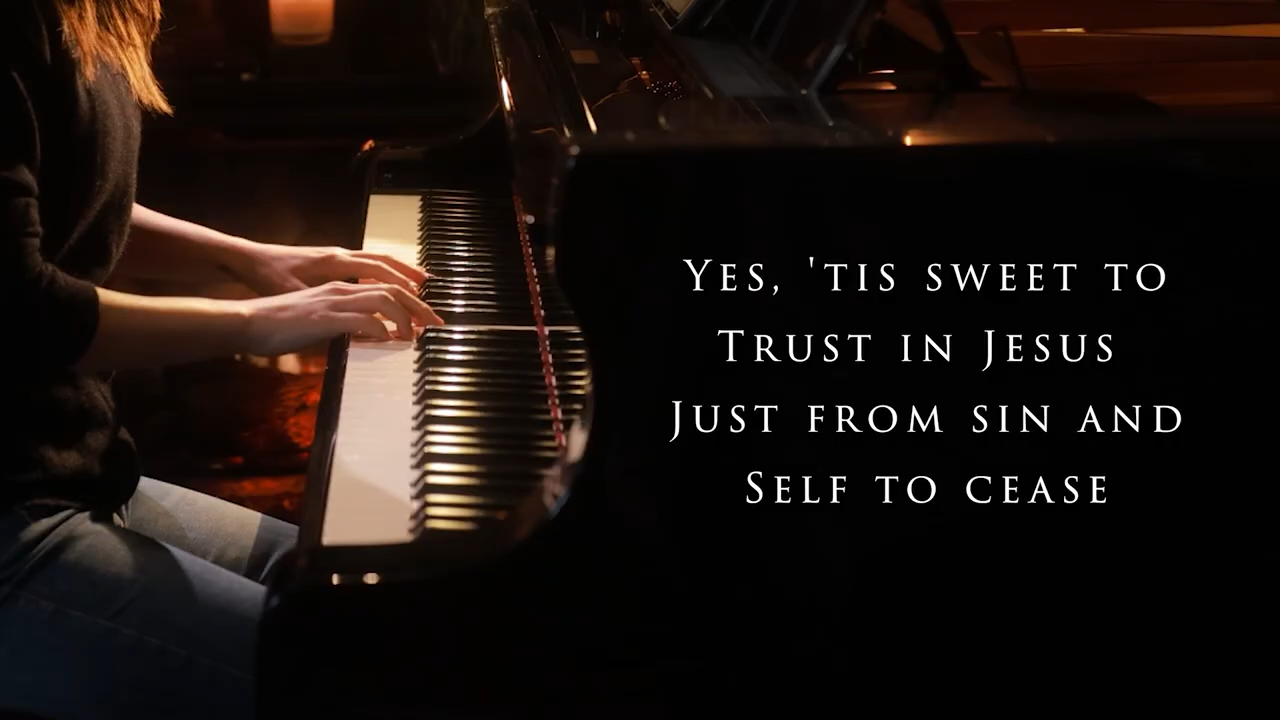 Yes, 'tis sweet to
Trust in Jesus
Just from sin and
Self to cease